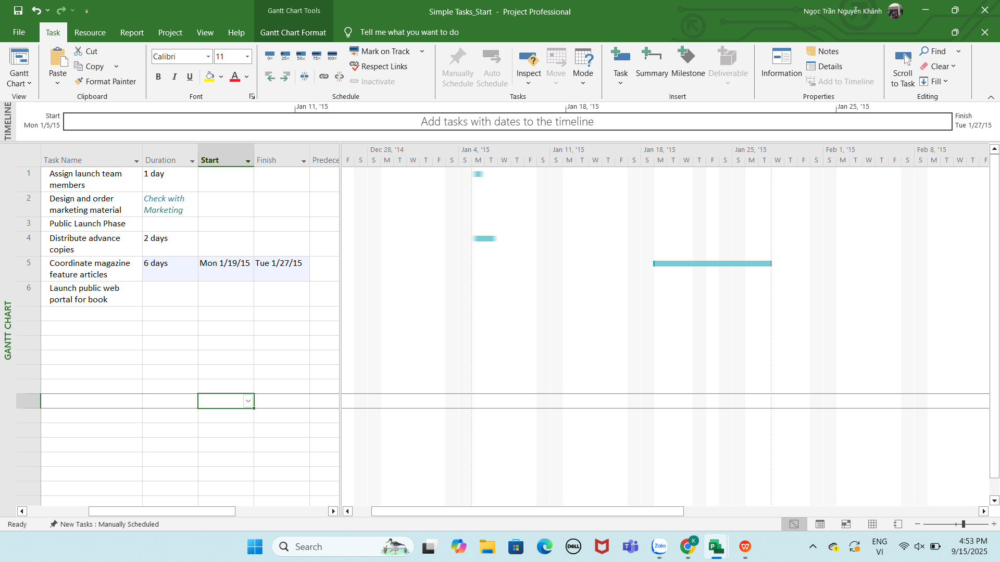 Gantt Chart Tools
Simple Tasks_Start - Project Professional
Ngọc Trần Nguyễn Khánh
File Task Resource Report Project View Help Gantt Chart Format Tell me what you want to do
Gantt Chart
View
Paste
Cut
Copy
Format Painter
Clipboard
Calibri 11
B I U A
Font
0% 25% 50% 75% 100%
Mark on Track
Respect Links
Inactivate
Schedule
Manually Schedule
Auto Schedule
Inspect
Move
Mode
Tasks
Task
Summary
Milestone
Deliverable
Insert
Information
Notes
Details
Add to Timeline
Properties
Scroll to Task
Find
Clear
Fill
Editing
TIMELINE
Jan 11, '15 Jan 18, '15 Jan 25, '15
Start
Mon 1/5/15
Add tasks with dates to the timeline
Finish
Tue 1/27/15
GANTT CHART
Task Name Duration Start Finish Predece
Dec 28, '14 Jan 4, '15 Jan 11, '15 Jan 18, '15 Jan 25, '15 Feb 1, '15 Feb 8, '15
F S S M T W T F S S M T W T F S S M T W T F S S M T W T F S S M T W T F S S M T W T F S S M T W T F
1 Assign launch team members 1 day
2 Design and order marketing material Check with Marketing
3 Public Launch Phase
4 Distribute advance copies 2 days
5 Coordinate magazine feature articles 6 days Mon 1/19/15 Tue 1/27/15
6 Launch public web portal for book
Ready New Tasks : Manually Scheduled
Search
DELL
Zalo
K
ENG
VI
4:53 PM
9/15/2025